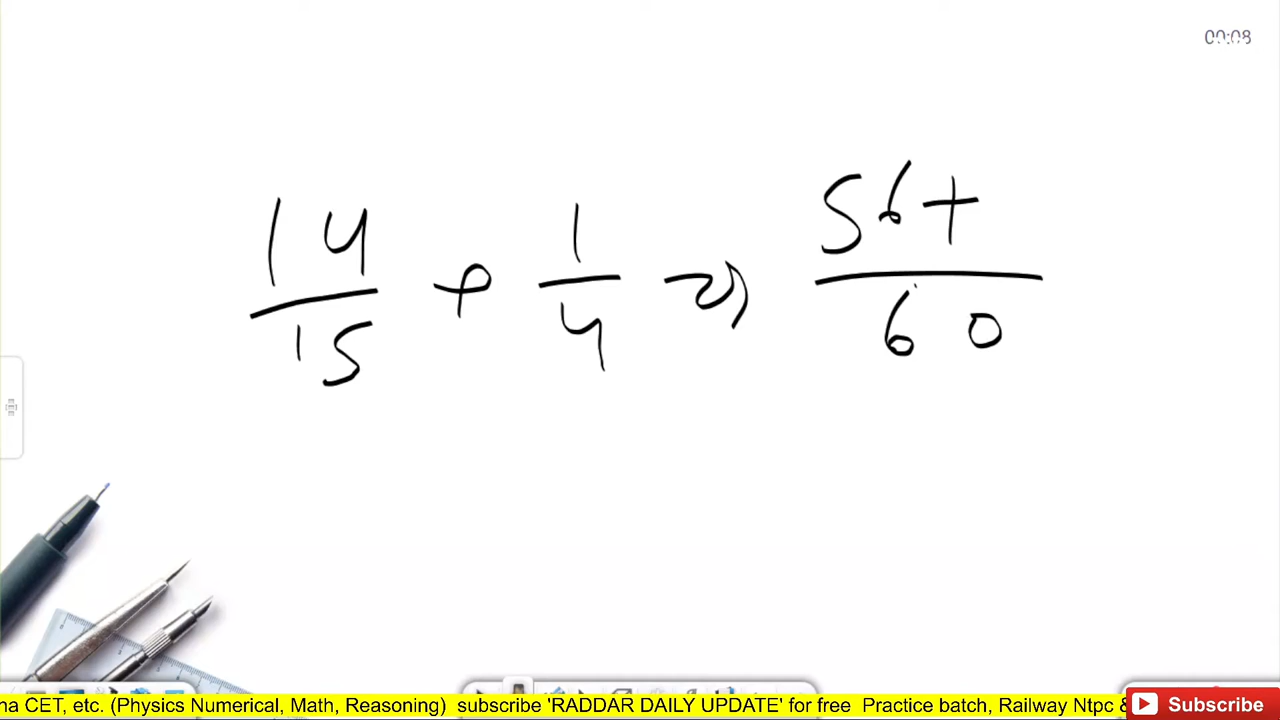 00:08
14/15 + 1/4 ⇒ 56+/60
na CET, etc. (Physics Numerical, Math, Reasoning)  subscribe 'RADDAR DAILY UPDATE' for free  Practice batch, Railway Ntpc &
Subscribe